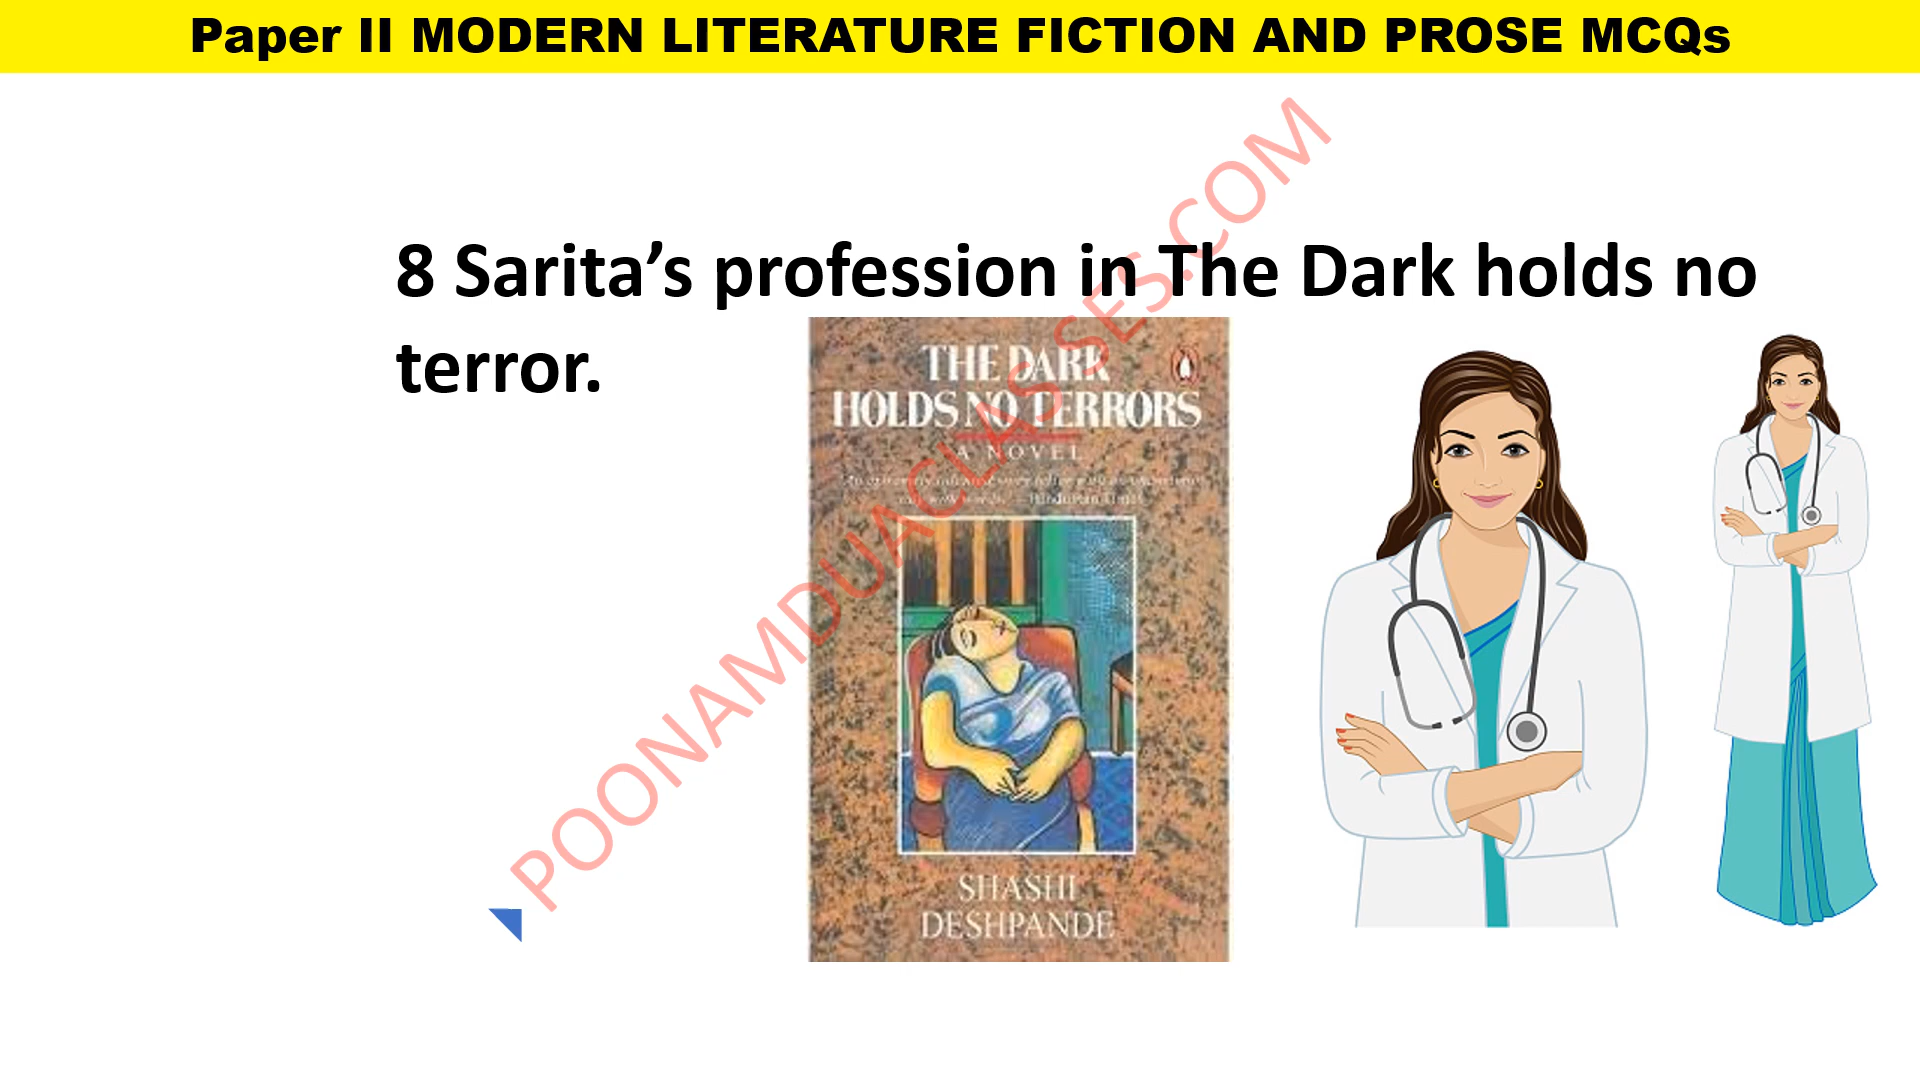 Paper II MODERN LITERATURE FICTION AND PROSE MCQs
8 Sarita’s profession in The Dark holds no
terror.
THE DARK
HOLDS NO TERRORS
A NOVEL
SHASHI
DESHPANDE
POONAMDUACLASSES.COM